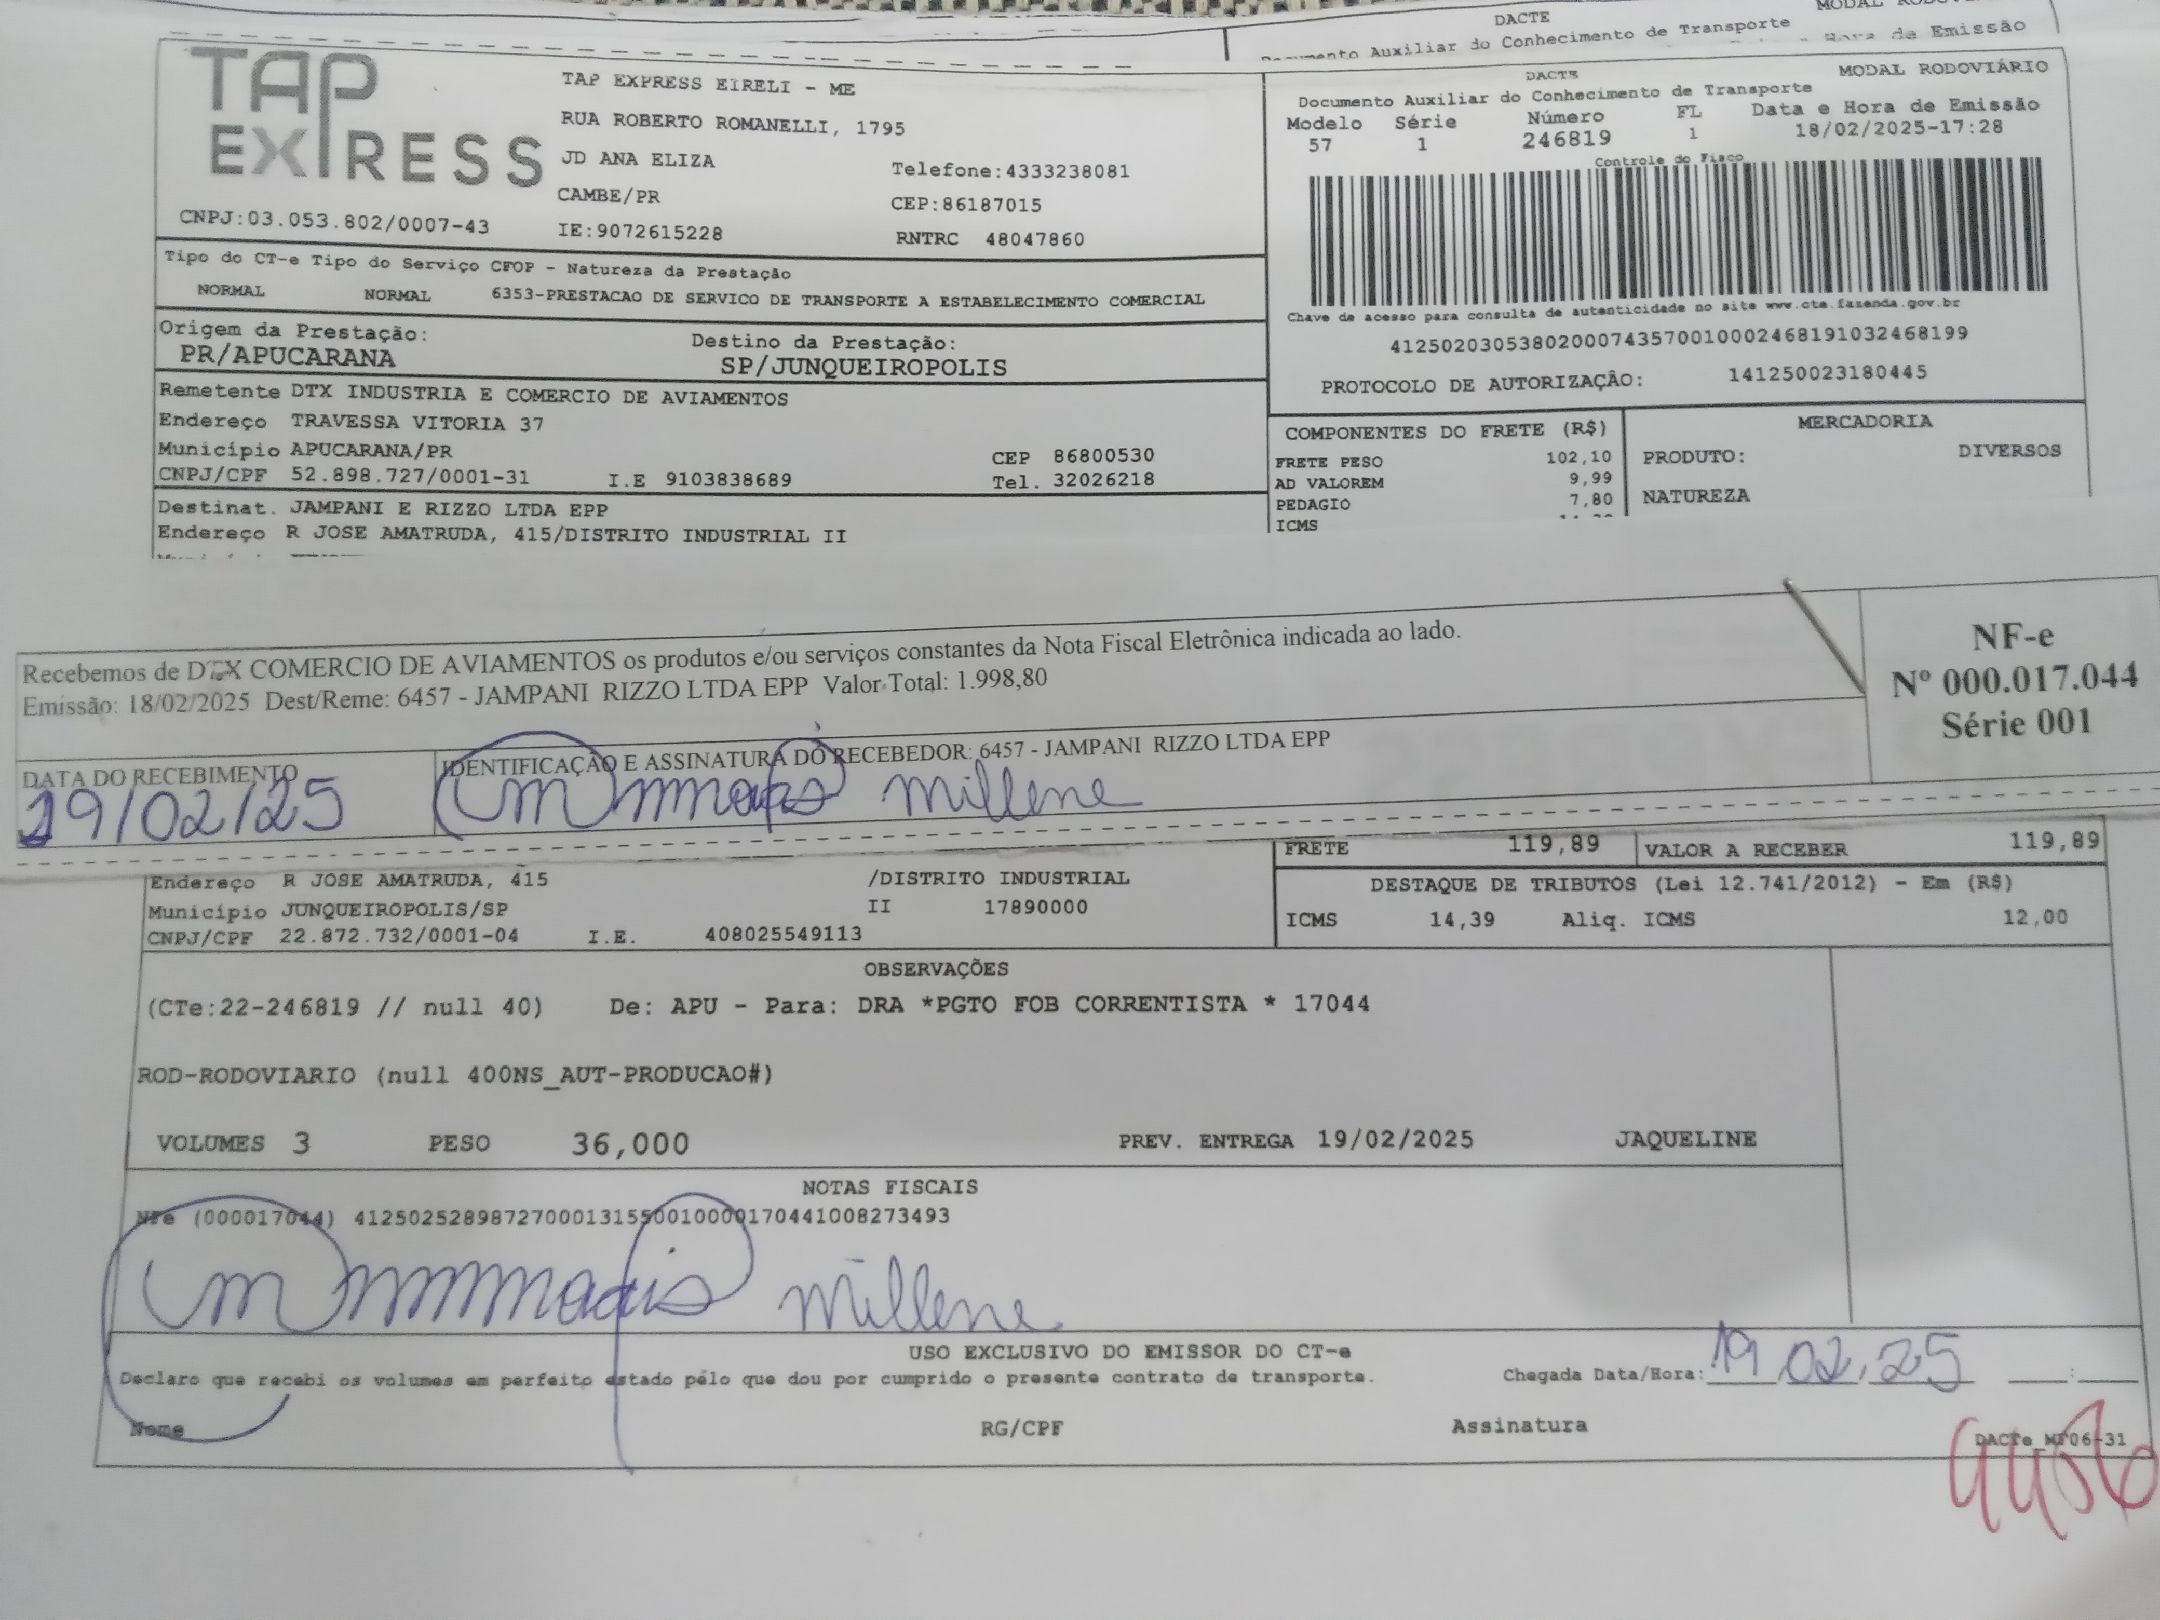 DACTE
Documento Auxiliar do Conhecimento de Transporte
MODAL
Hora de Emissão
TAP EXPRESS
TAP EXPRESS EIRELI - ME
RUA ROBERTO ROMANELLI, 1795
JD ANA ELIZA
Telefone:4333238081
CAMBE/PR
CEP:86187015
CNPJ:03.053.802/0007-43
IE:9072615228
RNTRC 48047860
DACTE
MODAL RODOVIÁRIO
Documento Auxiliar do Conhecimento de Transporte
Modelo Série Número FL Data e Hora de Emissão
57 1 246819 1 18/02/2025-17:28
Controle do Fisco
Chave de acesso para consulta de autenticidade no site www.cte.fazenda.gov.br
41250203053802000743570010002468191032468199
PROTOCOLO DE AUTORIZAÇÃO: 141250023180445
Tipo do CT-e Tipo do Serviço CFOP - Natureza da Prestação
NORMAL NORMAL 6353-PRESTACAO DE SERVICO DE TRANSPORTE A ESTABELECIMENTO COMERCIAL
Origem da Prestação: Destino da Prestação:
PR/APUCARANA SP/JUNQUEIROPOLIS
Remetente DTX INDUSTRIA E COMERCIO DE AVIAMENTOS
Endereço TRAVESSA VITORIA 37
Município APUCARANA/PR CEP 86800530
CNPJ/CPF 52.898.727/0001-31 I.E 9103838689 Tel. 32026218
Destinat. JAMPANI E RIZZO LTDA EPP
Endereço R JOSE AMATRUDA, 415/DISTRITO INDUSTRIAL II
COMPONENTES DO FRETE (R$)
FRETE PESO 102,10
AD VALOREM 9,99
PEDAGIO 7,80
ICMS
MERCADORIA
PRODUTO: DIVERSOS
NATUREZA
Recebemos de DTX COMERCIO DE AVIAMENTOS os produtos e/ou serviços constantes da Nota Fiscal Eletrônica indicada ao lado.
Emissão: 18/02/2025 Dest/Reme: 6457 - JAMPANI RIZZO LTDA EPP Valor Total: 1.998,80
NF-e
Nº 000.017.044
Série 001
DATA DO RECEBIMENTO
IDENTIFICAÇÃO E ASSINATURA DO RECEBEDOR: 6457 - JAMPANI RIZZO LTDA EPP
19/02/25
millene
FRETE 119,89 VALOR A RECEBER 119,89
Endereço R JOSE AMATRUDA, 415 /DISTRITO INDUSTRIAL
Município JUNQUEIROPOLIS/SP II 17890000
CNPJ/CPF 22.872.732/0001-04 I.E. 408025549113
DESTAQUE DE TRIBUTOS (Lei 12.741/2012) - Em (R$)
ICMS 14,39 Aliq. ICMS 12,00
OBSERVAÇÕES
(CTe:22-246819 // null 40) De: APU - Para: DRA *PGTO FOB CORRENTISTA * 17044
ROD-RODOVIARIO (null 400NS_AUT-PRODUCAO#)
VOLUMES 3 PESO 36,000 PREV. ENTREGA 19/02/2025 JAQUELINE
NOTAS FISCAIS
NFe (000017044) 41250252898727000131550010000170441008273493
millene
USO EXCLUSIVO DO EMISSOR DO CT-e
Declaro que recebi os volumes em perfeito estado pelo que dou por cumprido o presente contrato de transporte.
Chegada Data/Hora: 19 02.25 :
Nome RG/CPF Assinatura
DACTe_MF06-31